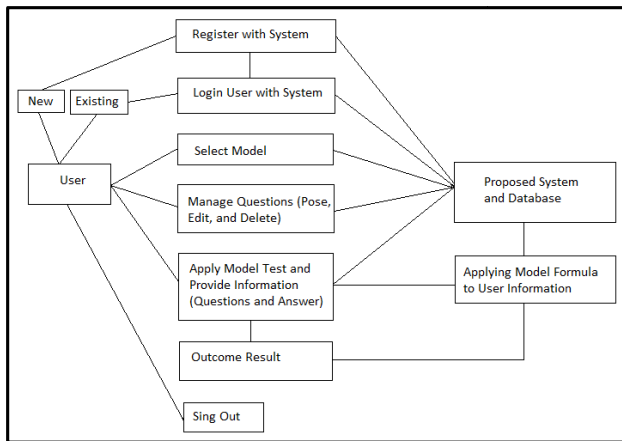 Register with System
New
Existing
Login User with System
Select Model
User
Manage Questions (Pose,
Edit, and Delete)
Proposed System
and Database
Apply Model Test and
Provide Information
(Questions and Answer)
Applying Model Formula
to User Information
Outcome Result
Sing Out